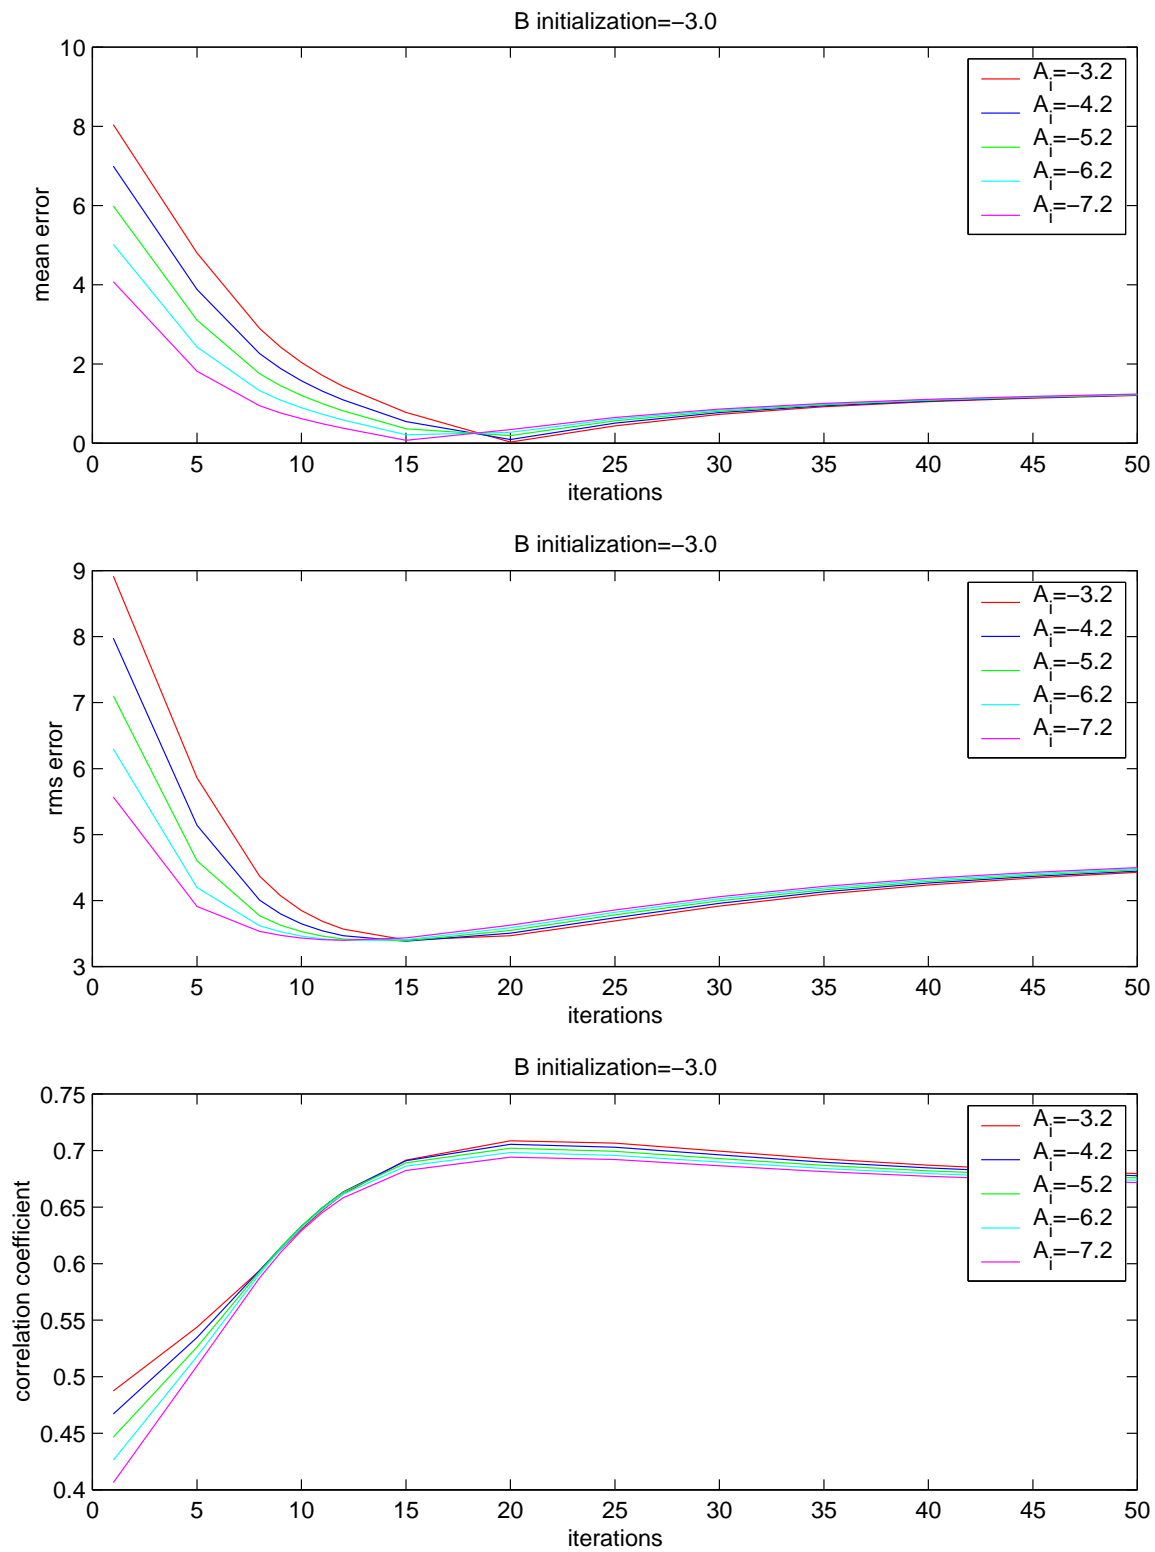 B initialization=−3.0
10
8
6
4
2
0
mean error
A_i=−3.2
A_i=−4.2
A_i=−5.2
A_i=−6.2
A_i=−7.2
0 5 10 15 20 25 30 35 40 45 50
iterations
B initialization=−3.0
9
8
7
6
5
4
3
rms error
A_i=−3.2
A_i=−4.2
A_i=−5.2
A_i=−6.2
A_i=−7.2
0 5 10 15 20 25 30 35 40 45 50
iterations
B initialization=−3.0
0.75
0.7
0.65
0.6
0.55
0.5
0.45
0.4
correlation coefficient
A_i=−3.2
A_i=−4.2
A_i=−5.2
A_i=−6.2
A_i=−7.2
0 5 10 15 20 25 30 35 40 45 50
iterations